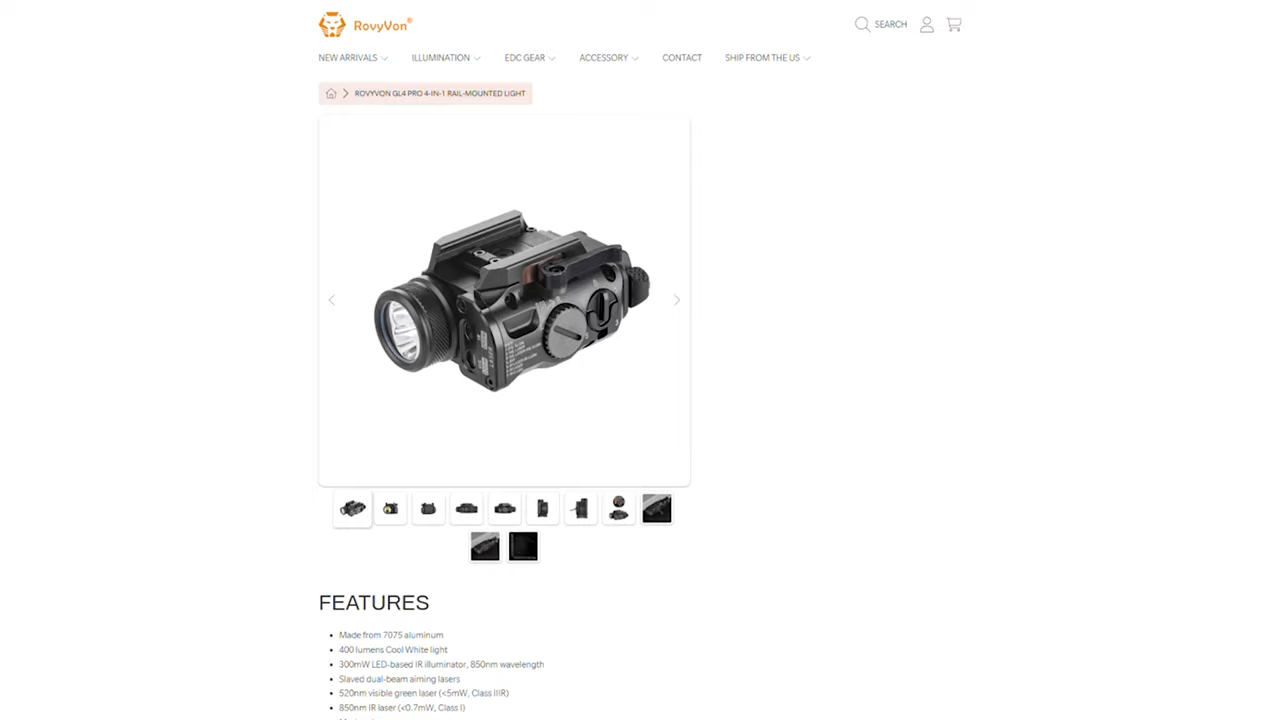 RovyVon®
SEARCH
NEW ARRIVALS
ILLUMINATION
EDC GEAR
ACCESSORY
CONTACT
SHIP FROM THE US
ROVYVON GL4 PRO 4-IN-1 RAIL-MOUNTED LIGHT
FEATURES
• Made from 7075 aluminum
• 400 lumens Cool White light
• 300mW LED-based IR illuminator, 850nm wavelength
• Slaved dual-beam aiming lasers
• 520nm visible green laser (<5mW, Class IIIR)
• 850nm IR laser (<0.7mW, Class I)